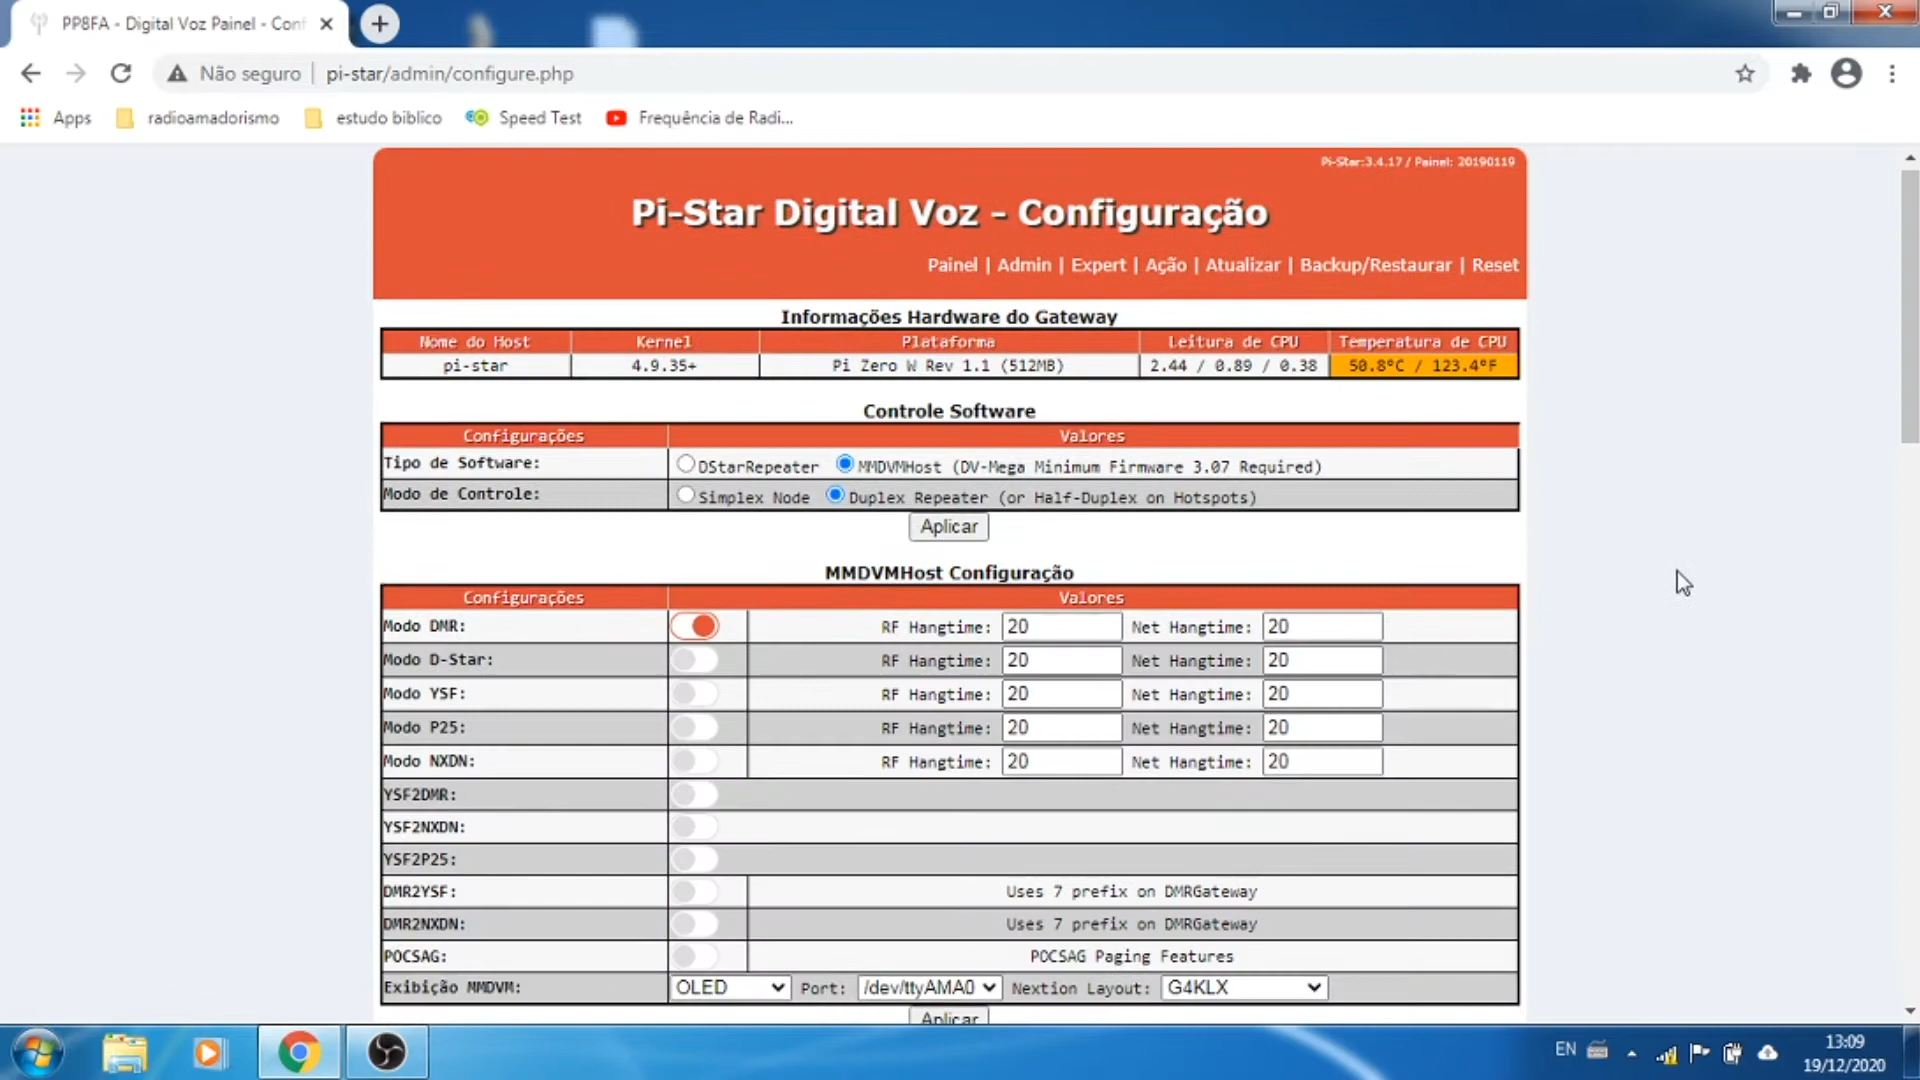 PP8FA - Digital Voz Painel - Conf
Não seguro | pi-star/admin/configure.php
Apps radioamadorismo estudo biblico Speed Test Frequência de Radi...
Pi-Star:3.4.17 / Painel: 20190119
Pi-Star Digital Voz - Configuração
Painel | Admin | Expert | Ação | Atualizar | Backup/Restaurar | Reset
Informações Hardware do Gateway
Nome do Host Kernel Plataforma Leitura de CPU Temperatura de CPU
pi-star 4.9.35+ Pi Zero W Rev 1.1 (512MB) 2.44 / 0.89 / 0.38 50.8ºC / 123.4ºF
Controle Software
Configurações Valores
Tipo de Software: DStarRepeater MMDVMHost (DV-Mega Minimum Firmware 3.07 Required)
Modo de Controle: Simplex Node Duplex Repeater (or Half-Duplex on Hotspots)
Aplicar
MMDVMHost Configuração
Configurações Valores
Modo DMR: RF Hangtime: 20 Net Hangtime: 20
Modo D-Star: RF Hangtime: 20 Net Hangtime: 20
Modo YSF: RF Hangtime: 20 Net Hangtime: 20
Modo P25: RF Hangtime: 20 Net Hangtime: 20
Modo NXDN: RF Hangtime: 20 Net Hangtime: 20
YSF2DMR:
YSF2NXDN:
YSF2P25:
DMR2YSF: Uses 7 prefix on DMRGateway
DMR2NXDN: Uses 7 prefix on DMRGateway
POCSAG: POCSAG Paging Features
Exibição MMDVM: OLED Port: /dev/ttyAMA0 Nextion Layout: G4KLX
Aplicar
EN 13:09
19/12/2020